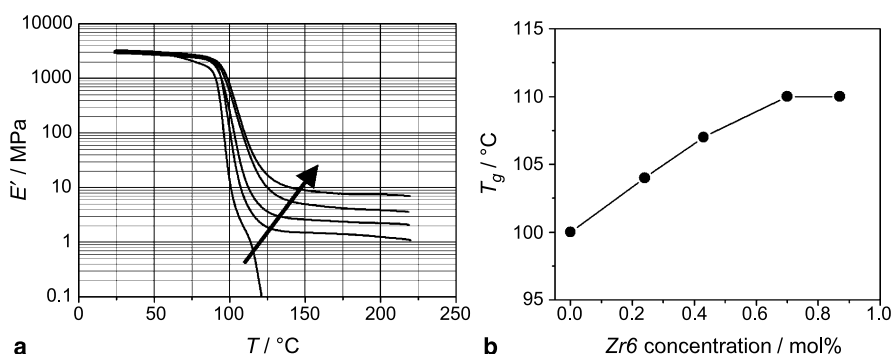 10000
1000
100
10
1
0.1
E′ / MPa
0 50 100 150 200 250
T / °C
a
110
105
100
95
Tg / °C
0.0 0.2 0.4 0.6 0.8 1.0
Zr6 concentration / mol%
b